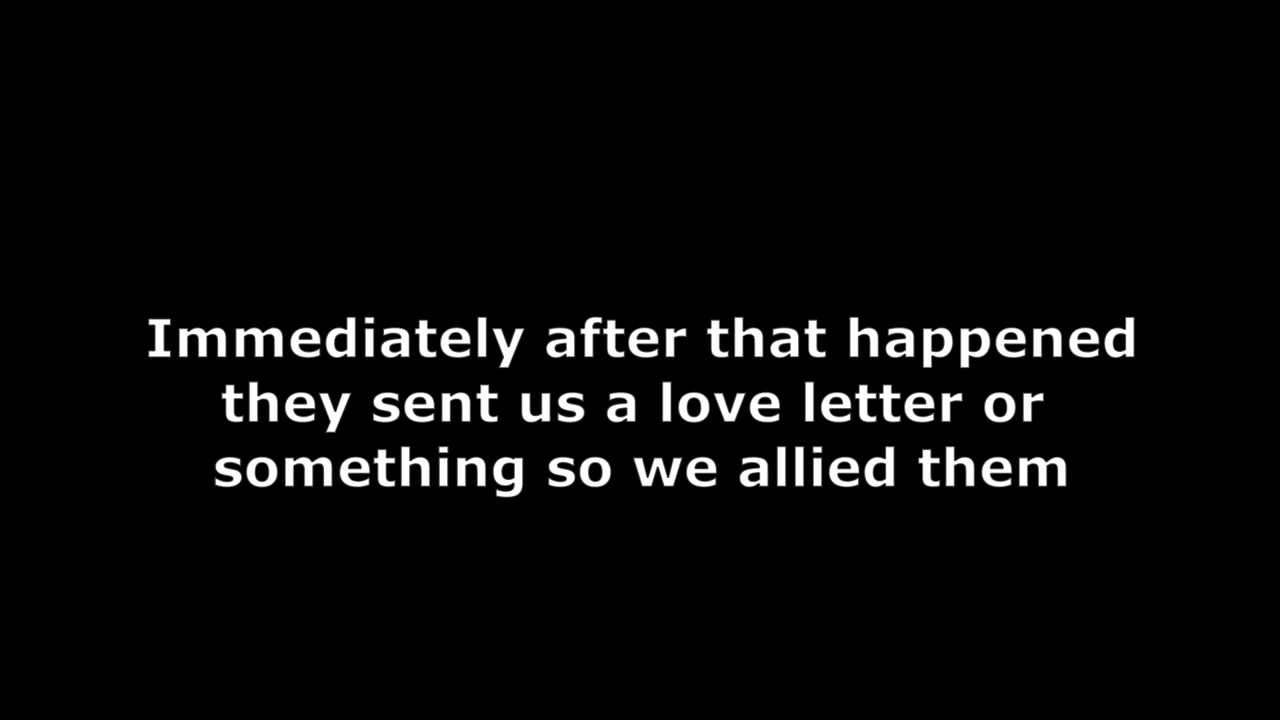 Immediately after that happened
they sent us a love letter or
something so we allied them